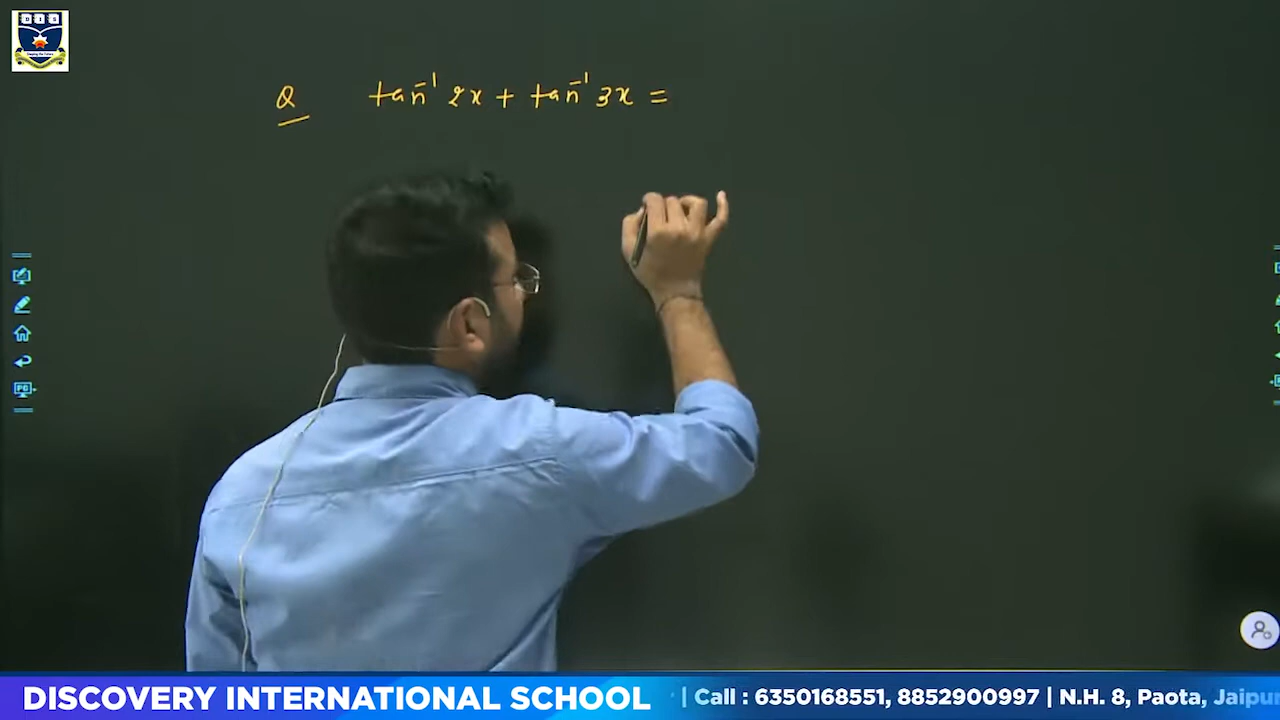 Q tan⁻¹ 2x + tan⁻¹ 3x =
DISCOVERY INTERNATIONAL SCHOOL | Call : 6350168551, 8852900997 | N.H. 8, Paota, Jaipur